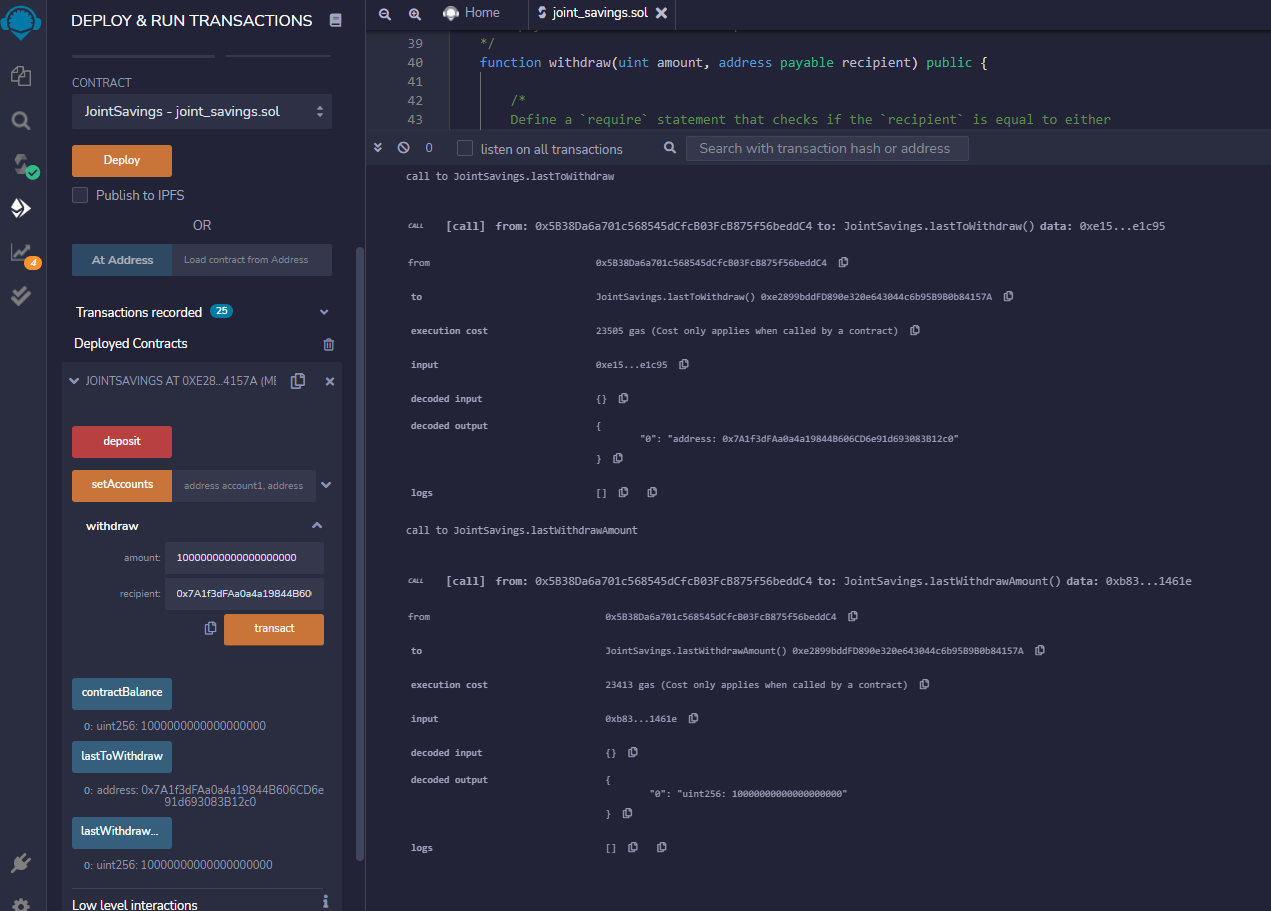 DEPLOY & RUN TRANSACTIONS
CONTRACT
JointSavings - joint_savings.sol
Deploy
Publish to IPFS
OR
At Address
Load contract from Address
Transactions recorded 25
Deployed Contracts
JOINTSAVINGS AT 0XE28...4157A (ME
deposit
setAccounts
address account1, address
withdraw
amount: 10000000000000000000
recipient: 0x7A1f3dFAa0a4a19844B60
transact
contractBalance
0: uint256: 1000000000000000000
lastToWithdraw
0: address: 0x7A1f3dFAa0a4a19844B606CD6e
91d693083B12c0
lastWithdraw...
0: uint256: 10000000000000000000
Low level interactions
4
Home
joint_savings.sol
39 */
40 function withdraw(uint amount, address payable recipient) public {
41
42 /*
43 Define a `require` statement that checks if the `recipient` is equal to either
0
listen on all transactions
Search with transaction hash or address
call to JointSavings.lastToWithdraw
CALL [call] from: 0x5B38Da6a701c568545dCfcB03FcB875f56beddC4 to: JointSavings.lastToWithdraw() data: 0xe15...e1c95
from 0x5B38Da6a701c568545dCfcB03FcB875f56beddC4
to JointSavings.lastToWithdraw() 0xe2899bddFD890e320e643044c6b95B9B0b84157A
execution cost 23505 gas (Cost only applies when called by a contract)
input 0xe15...e1c95
decoded input {}
decoded output {
"0": "address: 0x7A1f3dFAa0a4a19844B606CD6e91d693083B12c0"
}
logs []
call to JointSavings.lastWithdrawAmount
CALL [call] from: 0x5B38Da6a701c568545dCfcB03FcB875f56beddC4 to: JointSavings.lastWithdrawAmount() data: 0xb83...1461e
from 0x5B38Da6a701c568545dCfcB03FcB875f56beddC4
to JointSavings.lastWithdrawAmount() 0xe2899bddFD890e320e643044c6b95B9B0b84157A
execution cost 23413 gas (Cost only applies when called by a contract)
input 0xb83...1461e
decoded input {}
decoded output {
"0": "uint256: 10000000000000000000"
}
logs []